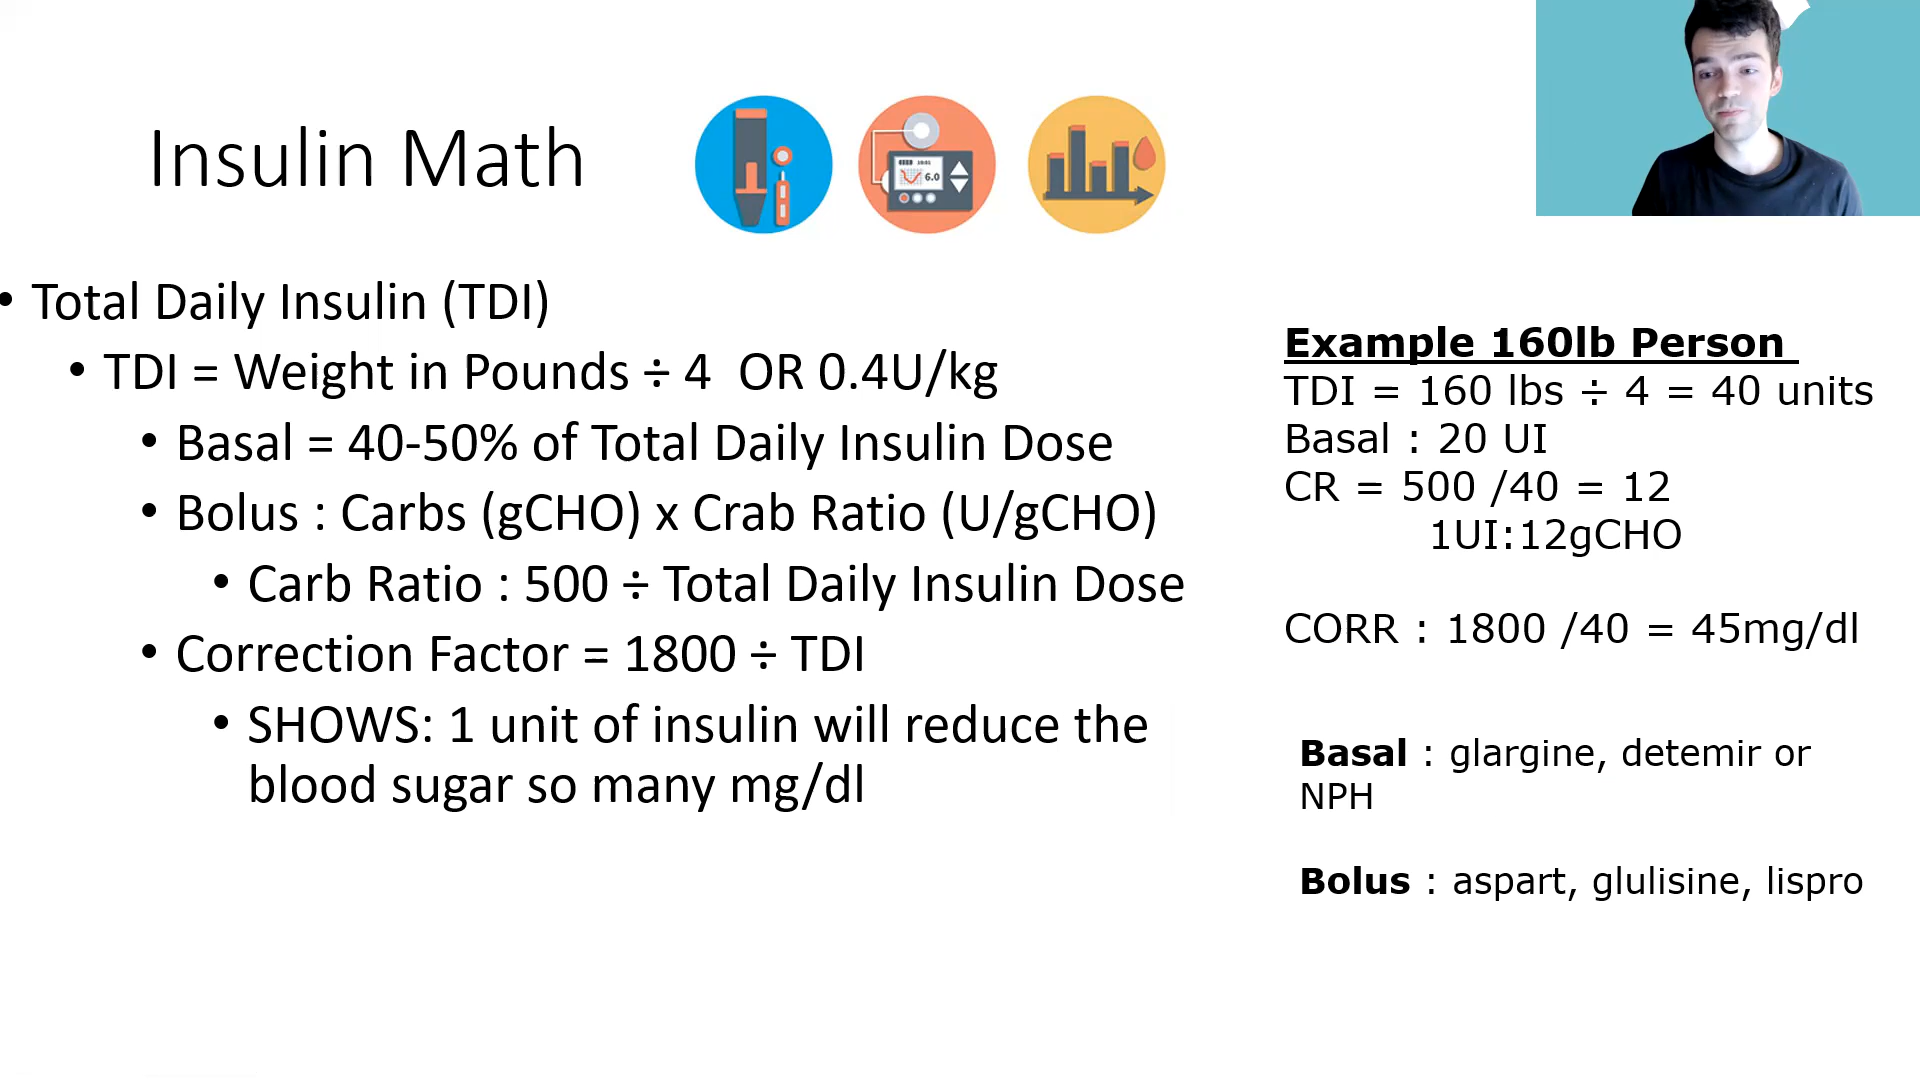 Insulin Math
6.0
• Total Daily Insulin (TDI)
• TDI = Weight in Pounds ÷ 4 OR 0.4U/kg
• Basal = 40-50% of Total Daily Insulin Dose
• Bolus : Carbs (gCHO) x Crab Ratio (U/gCHO)
• Carb Ratio : 500 ÷ Total Daily Insulin Dose
• Correction Factor = 1800 ÷ TDI
• SHOWS: 1 unit of insulin will reduce the
blood sugar so many mg/dl
Example 160lb Person
TDI = 160 lbs ÷ 4 = 40 units
Basal : 20 UI
CR = 500 /40 = 12
1UI:12gCHO
CORR : 1800 /40 = 45mg/dl
Basal : glargine, detemir or
NPH
Bolus : aspart, glulisine, lispro